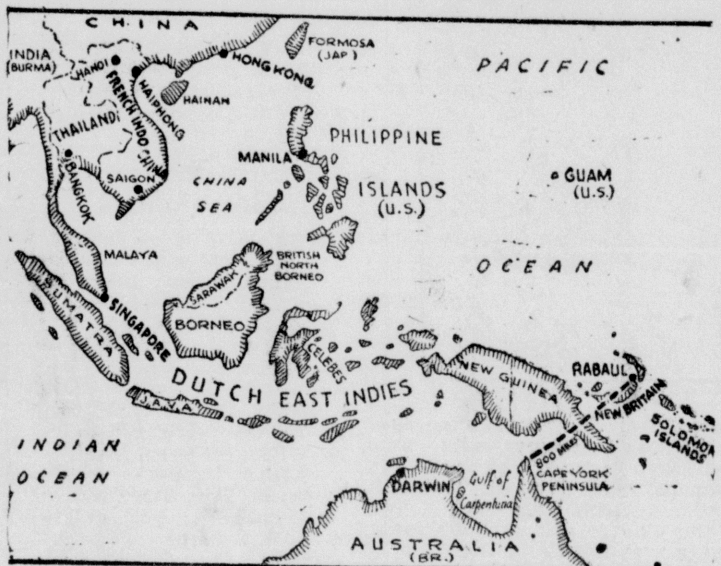 CHINA
INDIA
(BURMA)
HANOI
FRENCH INDO CHINA
HAIPHONG
HAINAN
HONG KONG
FORMOSA
(JAP)
PACIFIC
OCEAN
THAILAND
BANGKOK
SAIGON
CHINA
SEA
MANILA
PHILIPPINE
ISLANDS
(U.S.)
GUAM
(U.S.)
MALAYA
SINGAPORE
SUMATRA
BRITISH
NORTH
BORNEO
SARAWAK
BORNEO
CELEBES
DUTCH EAST INDIES
JAVA
NEW GUINEA
RABAUL
NEW BRITAIN
SOLOMON
ISLANDS
800 MILES
CAPE YORK
PENINSULA
INDIAN
OCEAN
DARWIN
Gulf of
Carpentaria
AUSTRALIA
(BR.)